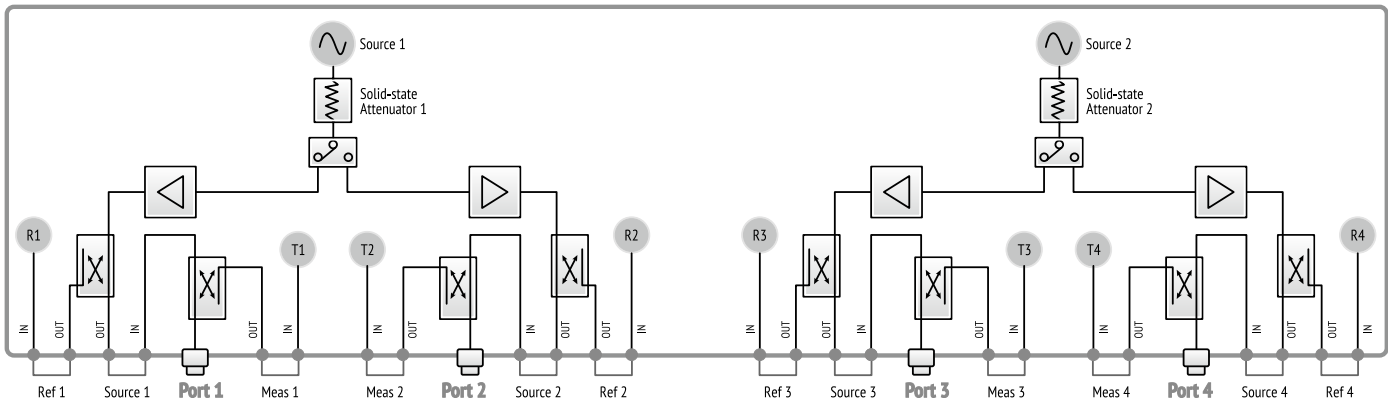 Source 1
Source 2
Solid-state
Attenuator 1
Solid-state
Attenuator 2
R1
T1
T2
R2
R3
T3
T4
R4
IN
OUT
OUT
IN
OUT
IN
IN
OUT
IN
OUT
OUT
IN
IN
OUT
OUT
IN
OUT
IN
IN
OUT
IN
OUT
OUT
IN
Ref 1
Source 1
Port 1
Meas 1
Meas 2
Port 2
Source 2
Ref 2
Ref 3
Source 3
Port 3
Meas 3
Meas 4
Port 4
Source 4
Ref 4